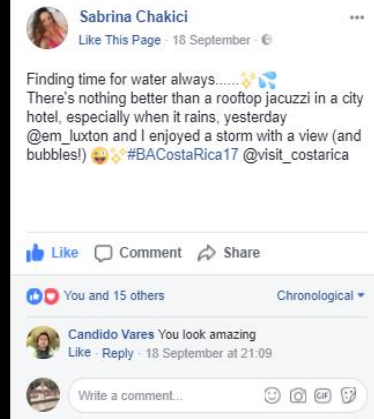 Sabrina Chakici
Like This Page · 18 September ·
Finding time for water always......✨💦
There's nothing better than a rooftop jacuzzi in a city
hotel, especially when it rains, yesterday
@em_luxton and I enjoyed a storm with a view (and
bubbles!) 😜✨#BACostaRica17 @visit_costarica
Like Comment Share
You and 15 others Chronological
Candido Vares You look amazing
Like · Reply · 18 September at 21:09
Write a comment...
GIF